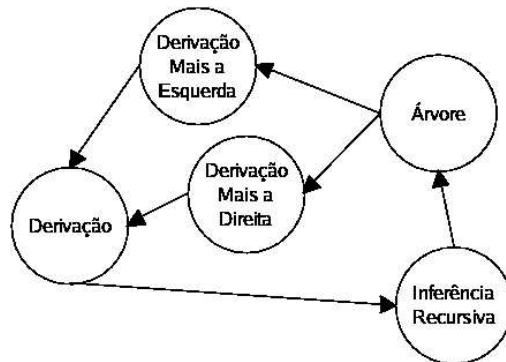 Derivação
Mais a
Esquerda
Árvore
Derivação
Mais a
Direita
Derivação
Inferência
Recursiva